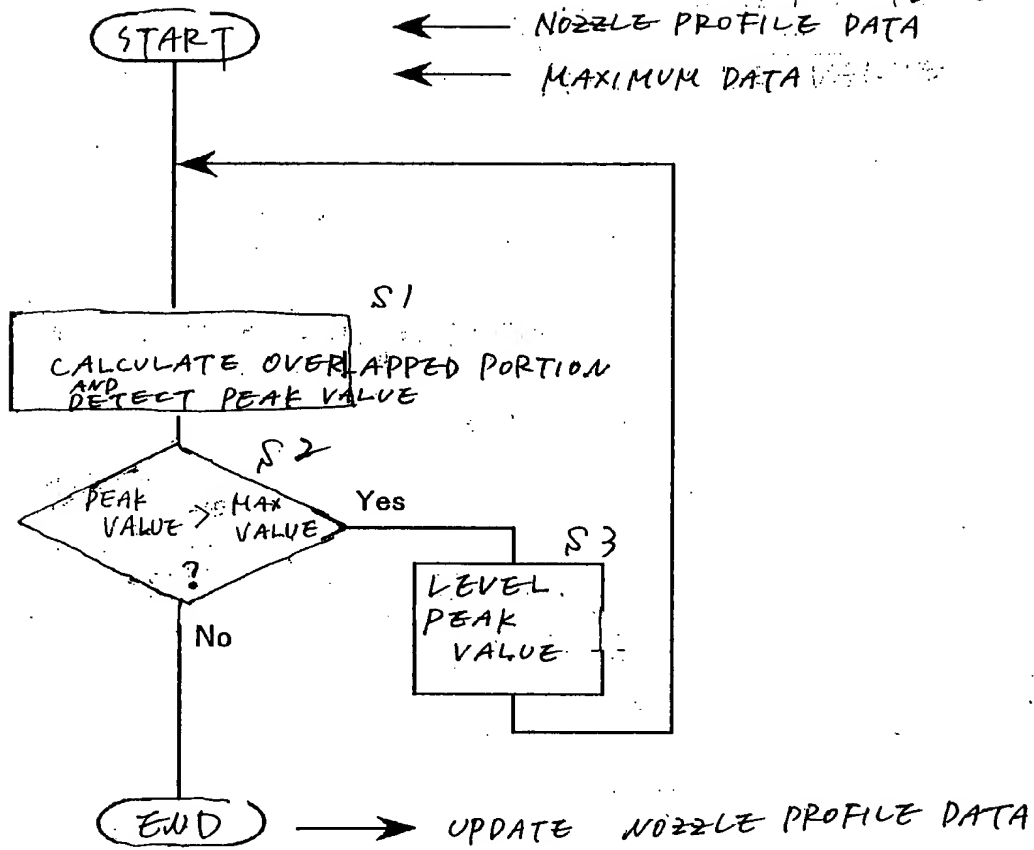 START
NOZZLE PROFILE DATA
MAXIMUM DATA
S1
CALCULATE OVERLAPPED PORTION
AND
DETECT PEAK VALUE
S2
PEAK
VALUE > MAX
VALUE
?
Yes
No
S3
LEVEL
PEAK
VALUE
END
UPDATE NOZZLE PROFILE DATA